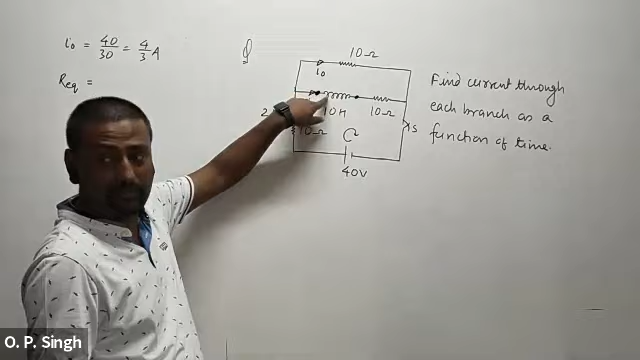 i₀ = 40/30 = 4/3 A
Req =
Q
10Ω
i₀
10H
10Ω
2
10Ω
S
40V
Find current through
each branch as a
function of time.
O. P. Singh